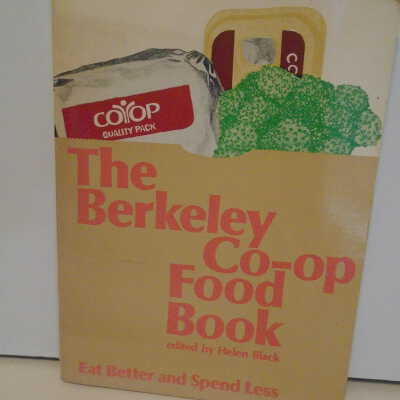 CO-OP
QUALITY PACK
CO
The
Berkeley
Co-op
Food
Book
edited by Helen Black
Eat Better and Spend Less